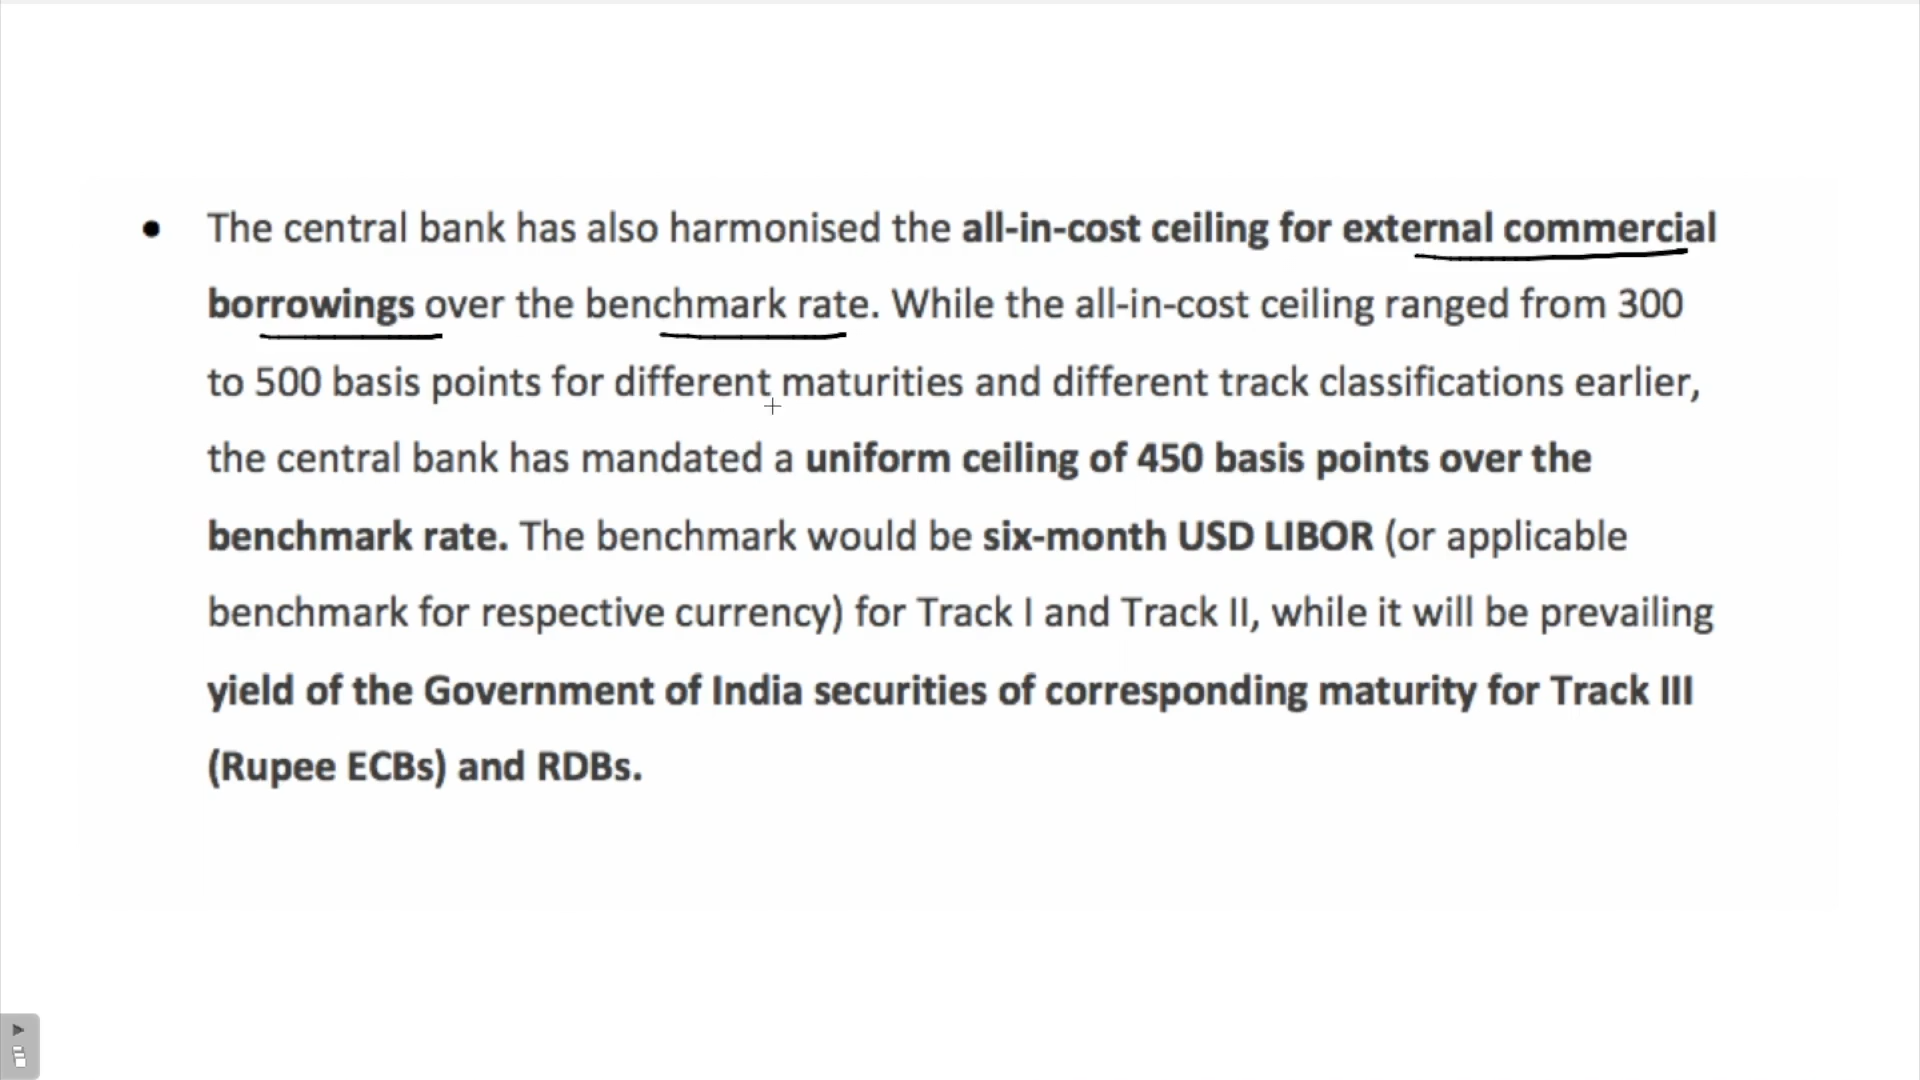 • The central bank has also harmonised the all-in-cost ceiling for external commercial
borrowings over the benchmark rate. While the all-in-cost ceiling ranged from 300
to 500 basis points for different maturities and different track classifications earlier,
the central bank has mandated a uniform ceiling of 450 basis points over the
benchmark rate. The benchmark would be six-month USD LIBOR (or applicable
benchmark for respective currency) for Track I and Track II, while it will be prevailing
yield of the Government of India securities of corresponding maturity for Track III
(Rupee ECBs) and RDBs.